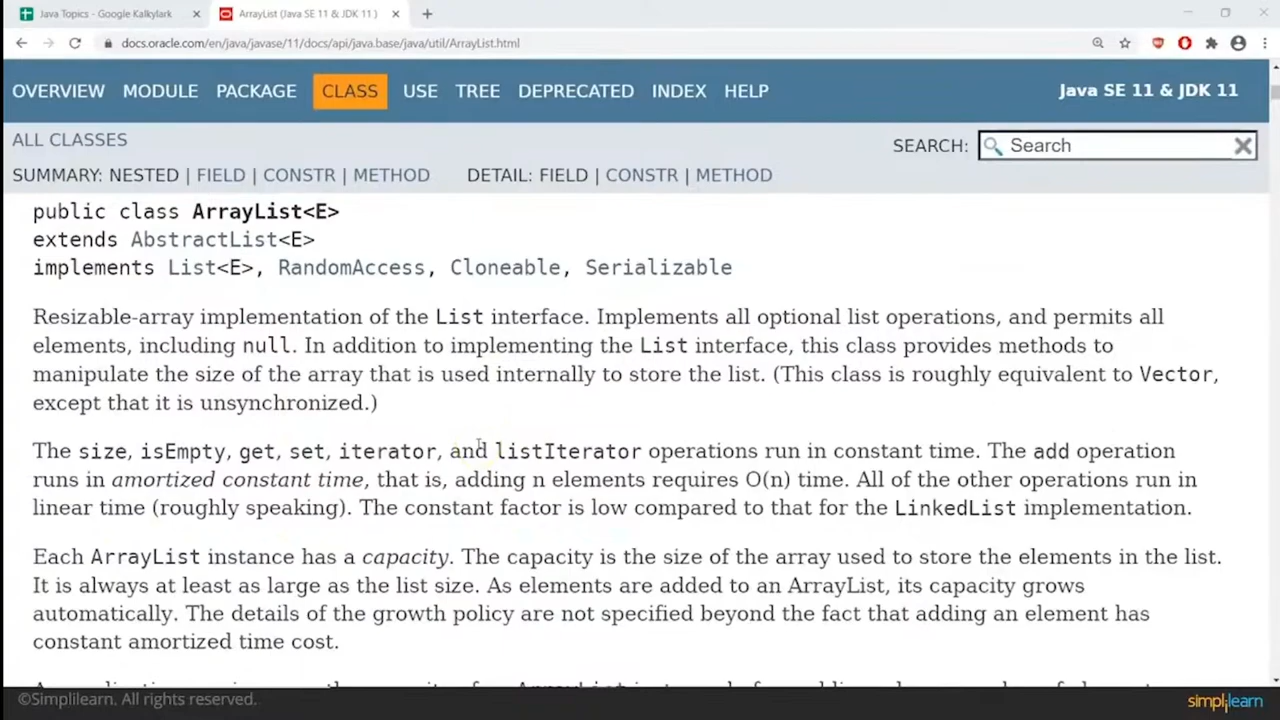 Java Topics - Google Kalkylark
ArrayList (Java SE 11 & JDK 11 )
docs.oracle.com/en/java/javase/11/docs/api/java.base/java/util/ArrayList.html
OVERVIEW MODULE PACKAGE CLASS USE TREE DEPRECATED INDEX HELP Java SE 11 & JDK 11
ALL CLASSES
SEARCH: Search
SUMMARY: NESTED | FIELD | CONSTR | METHOD DETAIL: FIELD | CONSTR | METHOD
public class ArrayList<E>
extends AbstractList<E>
implements List<E>, RandomAccess, Cloneable, Serializable
Resizable-array implementation of the List interface. Implements all optional list operations, and permits all
elements, including null. In addition to implementing the List interface, this class provides methods to
manipulate the size of the array that is used internally to store the list. (This class is roughly equivalent to Vector,
except that it is unsynchronized.)
The size, isEmpty, get, set, iterator, and listIterator operations run in constant time. The add operation
runs in amortized constant time, that is, adding n elements requires O(n) time. All of the other operations run in
linear time (roughly speaking). The constant factor is low compared to that for the LinkedList implementation.
Each ArrayList instance has a capacity. The capacity is the size of the array used to store the elements in the list.
It is always at least as large as the list size. As elements are added to an ArrayList, its capacity grows
automatically. The details of the growth policy are not specified beyond the fact that adding an element has
constant amortized time cost.
©Simplilearn. All rights reserved.
simplilearn